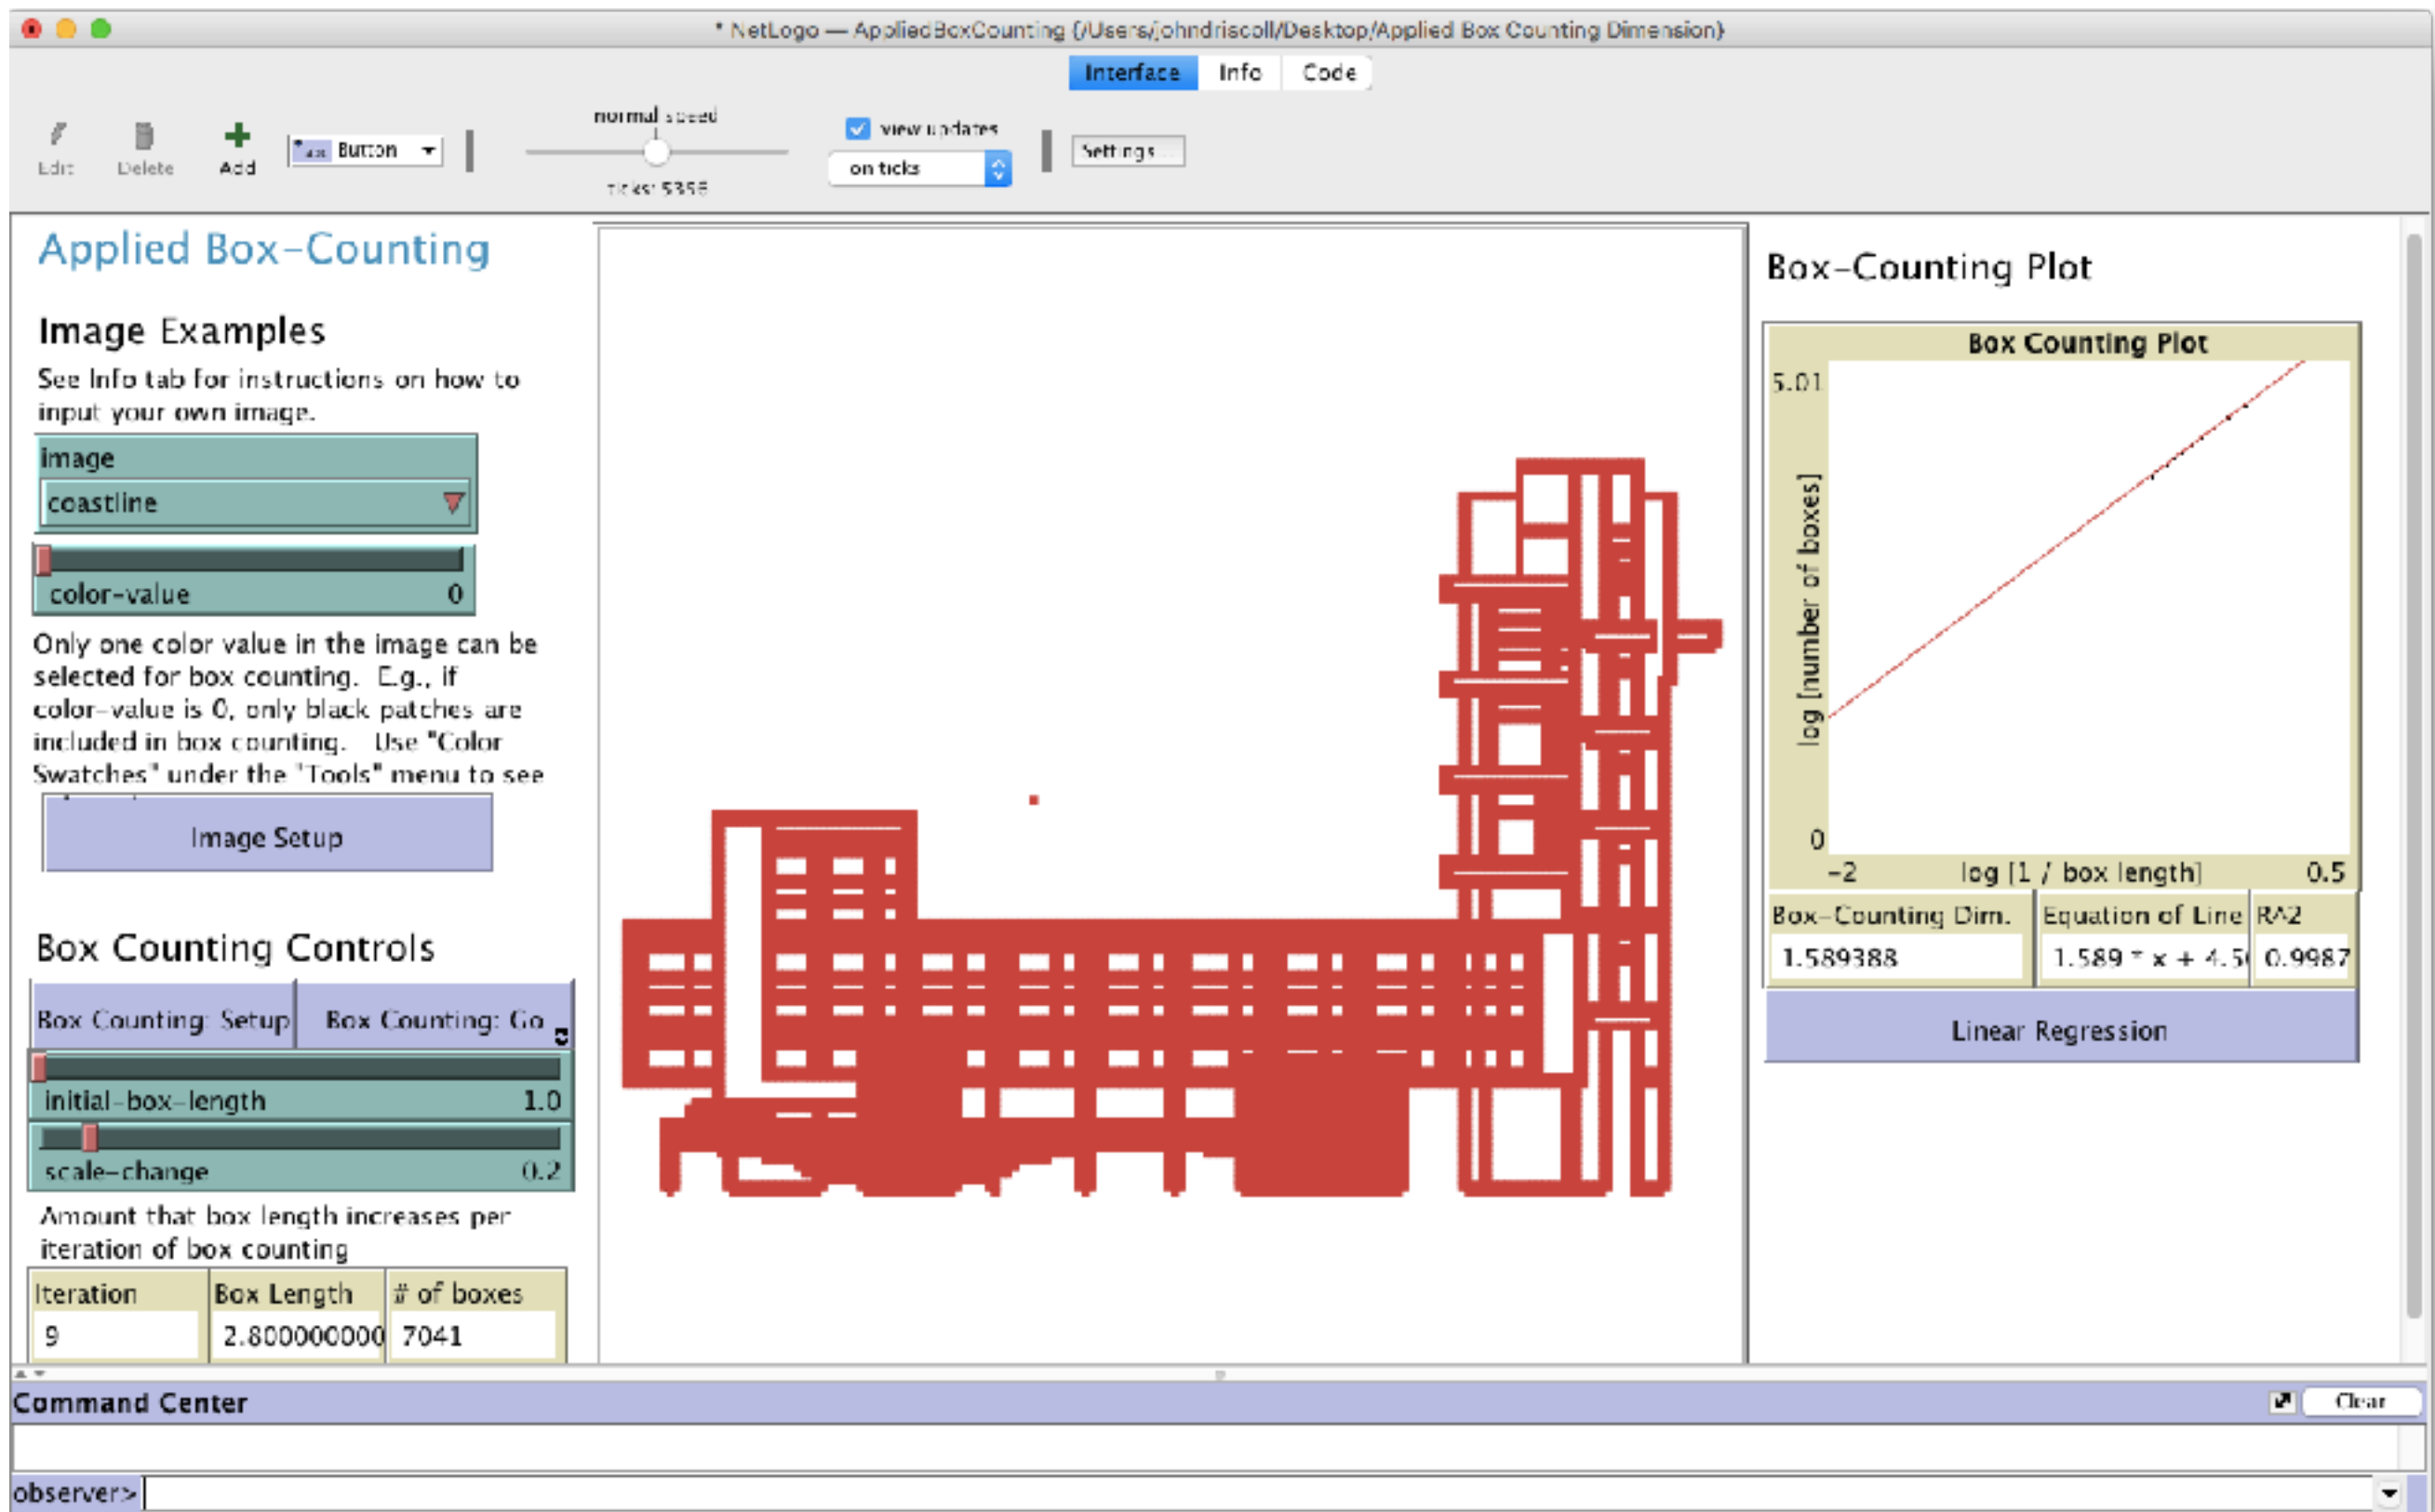 * NetLogo — AppliedBoxCounting {/Users/johndriscoll/Desktop/Applied Box Counting Dimension}
Interface Info Code
Edit Delete Add Button
normal speed
ticks: 5356
view updates
on ticks
Settings...
Applied Box-Counting
Image Examples
See Info tab for instructions on how to
input your own image.
image
coastline
color-value 0
Only one color value in the image can be
selected for box counting. E.g., if
color-value is 0, only black patches are
included in box counting. Use "Color
Swatches" under the "Tools" menu to see
Image Setup
Box Counting Controls
Box Counting: Setup Box Counting: Go
initial-box-length 1.0
scale-change 0.2
Amount that box length increases per
iteration of box counting
Iteration Box Length # of boxes
9 2.800000000 7041
Box-Counting Plot
Box Counting Plot
5.01
log [number of boxes]
0
-2 log [1 / box length] 0.5
Box-Counting Dim. Equation of Line R^2
1.589388 1.589 * x + 4.5 0.9987
Linear Regression
Command Center Clear
observer>